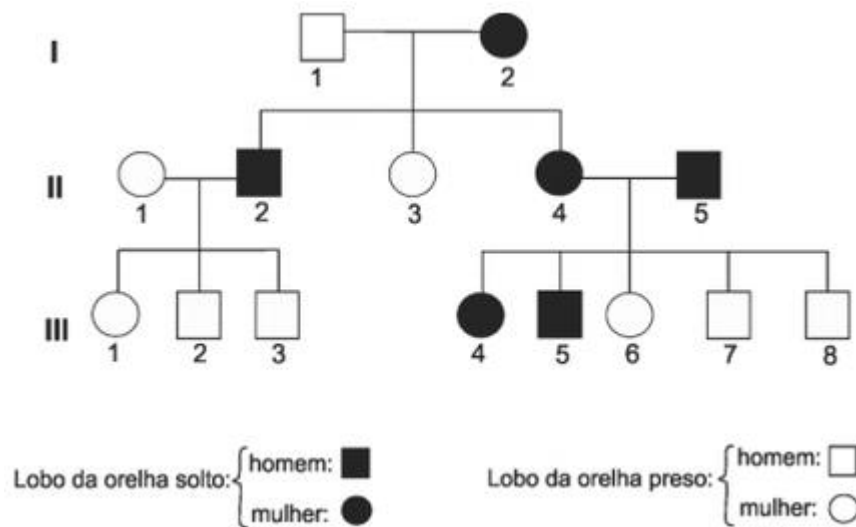 I
1 2
II
1 2 3 4 5
III
1 2 3 4 5 6 7 8
Lobo da orelha solto: homem: mulher:
Lobo da orelha preso: homem: mulher: